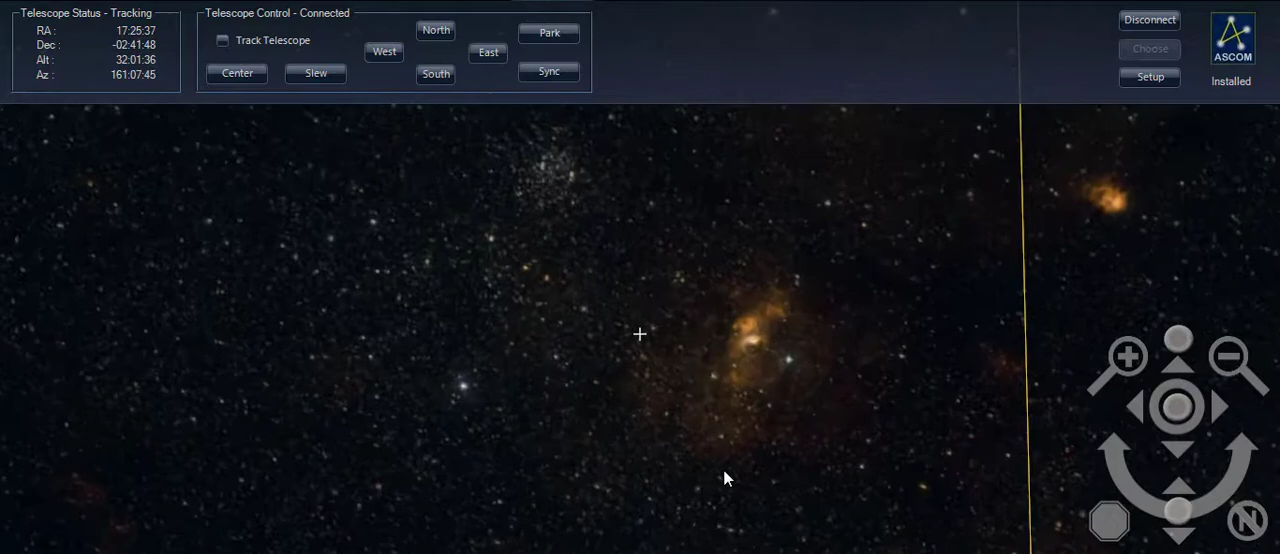 Telescope Status - Tracking
RA : 17:25:37
Dec : -02:41:48
Alt : 32:01:36
Az : 161:07:45
Telescope Control - Connected
Track Telescope
Center
Slew
North
West
East
South
Park
Sync
Disconnect
Choose
Setup
ASCOM
Installed
N